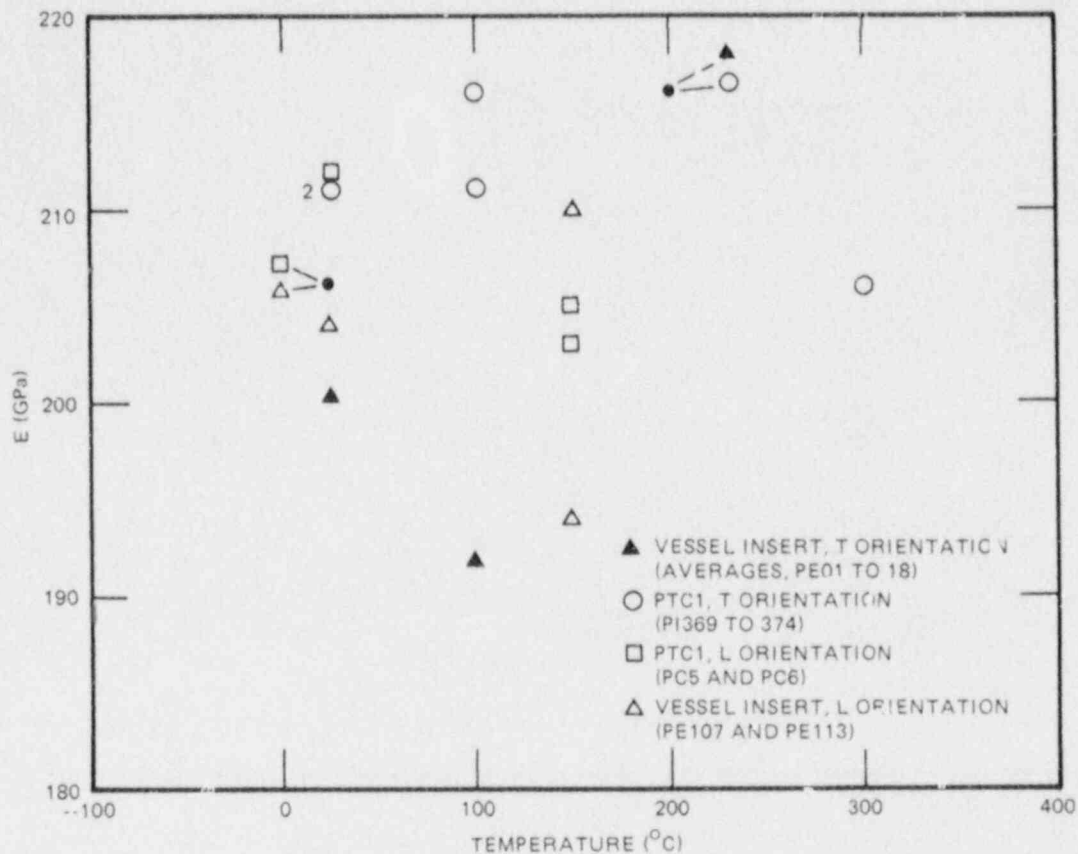 220
210
200
190
180
E (GPa)
2
▲ VESSEL INSERT, T ORIENTATION
(AVERAGES, PE01 TO 18)
○ PTC1, T ORIENTATION
(PI369 TO 374)
□ PTC1, L ORIENTATION
(PC5 AND PC6)
△ VESSEL INSERT, L ORIENTATION
(PE107 AND PE113)
-100 0 100 200 300 400
TEMPERATURE (°C)